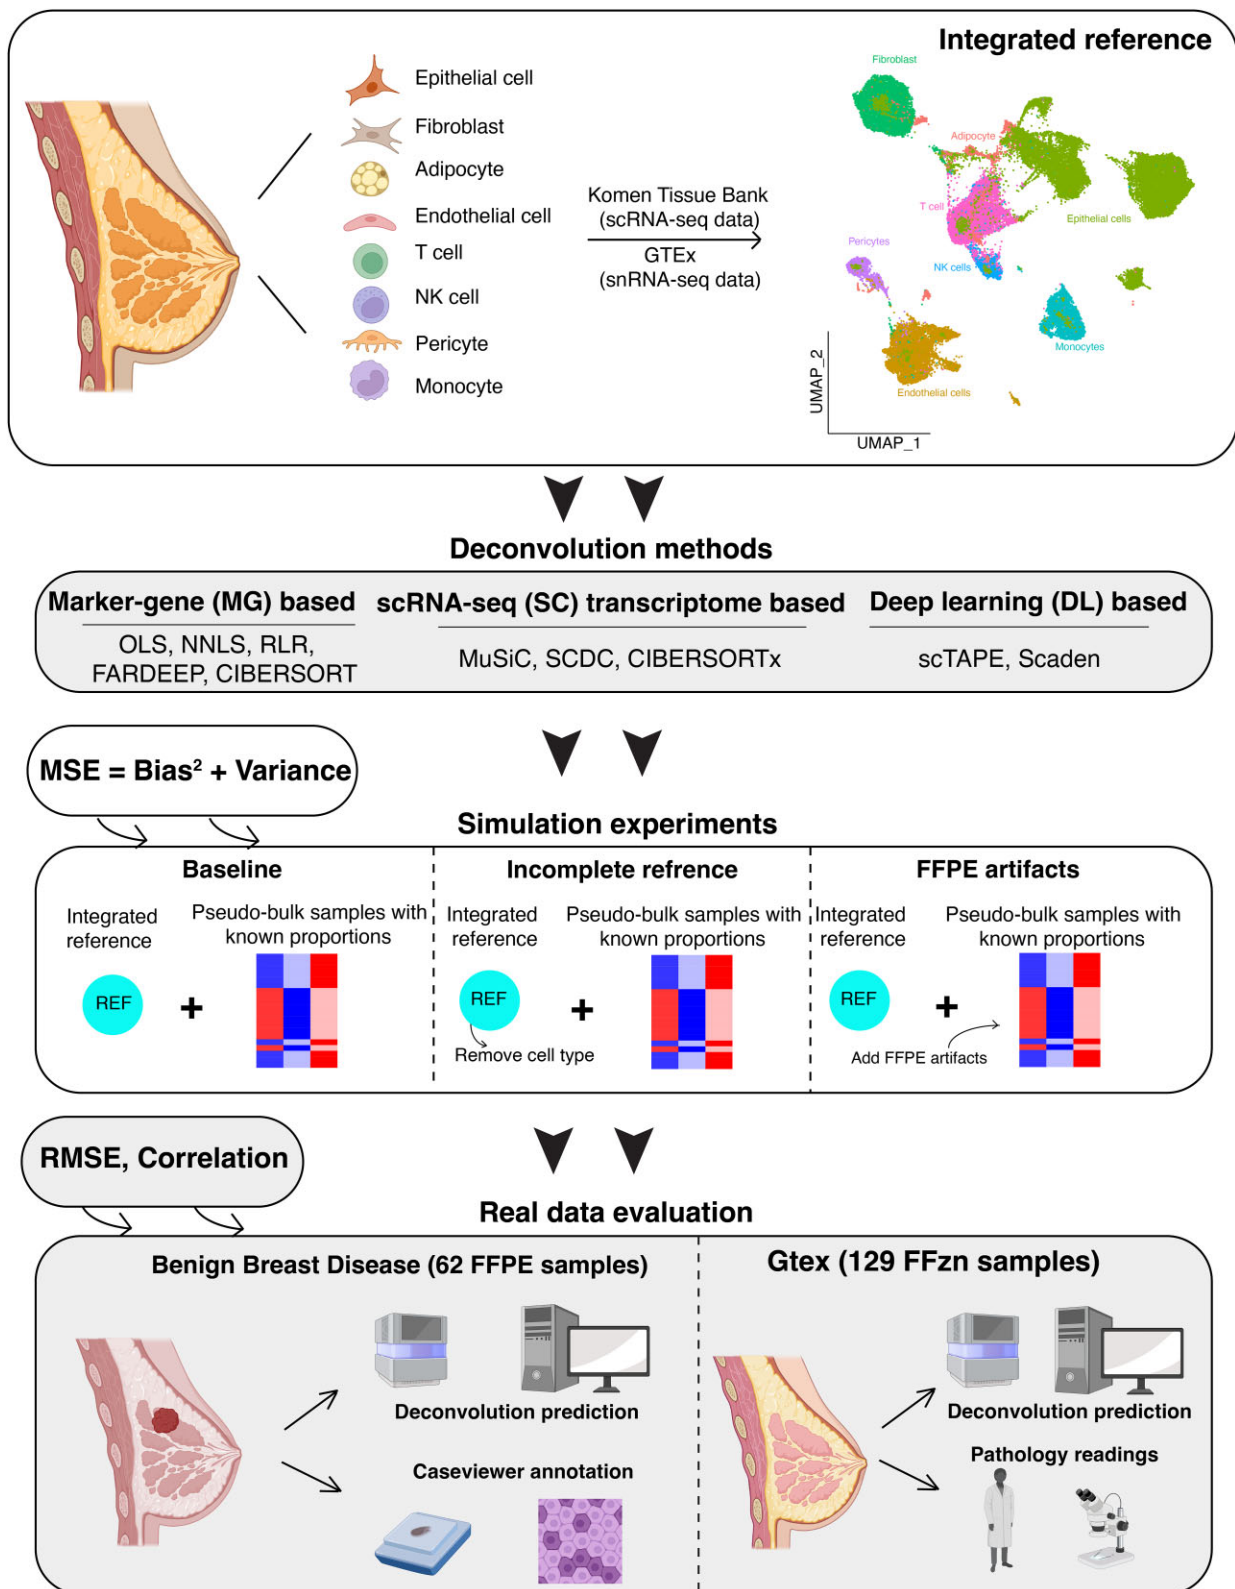 Integrated reference
Epithelial cell
Fibroblast
Adipocyte
Endothelial cell
T cell
NK cell
Pericyte
Monocyte
Komen Tissue Bank
(scRNA-seq data)
GTEx
(snRNA-seq data)
Fibroblast
Adipocyte
T cell
Epithelial cells
Pericytes
NK cells
Monocytes
Endothelial cells
UMAP_2
UMAP_1
Deconvolution methods
Marker-gene (MG) based
OLS, NNLS, RLR,
FARDEEP, CIBERSORT
scRNA-seq (SC) transcriptome based
MuSiC, SCDC, CIBERSORTx
Deep learning (DL) based
scTAPE, Scaden
MSE = Bias² + Variance
Simulation experiments
Baseline
Integrated
reference
Pseudo-bulk samples with
known proportions
REF
+
Incomplete refrence
Integrated
reference
Pseudo-bulk samples with
known proportions
REF
+
Remove cell type
FFPE artifacts
Integrated
reference
Pseudo-bulk samples with
known proportions
REF
+
Add FFPE artifacts
RMSE, Correlation
Real data evaluation
Benign Breast Disease (62 FFPE samples)
Deconvolution prediction
Caseviewer annotation
Gtex (129 FFzn samples)
Deconvolution prediction
Pathology readings